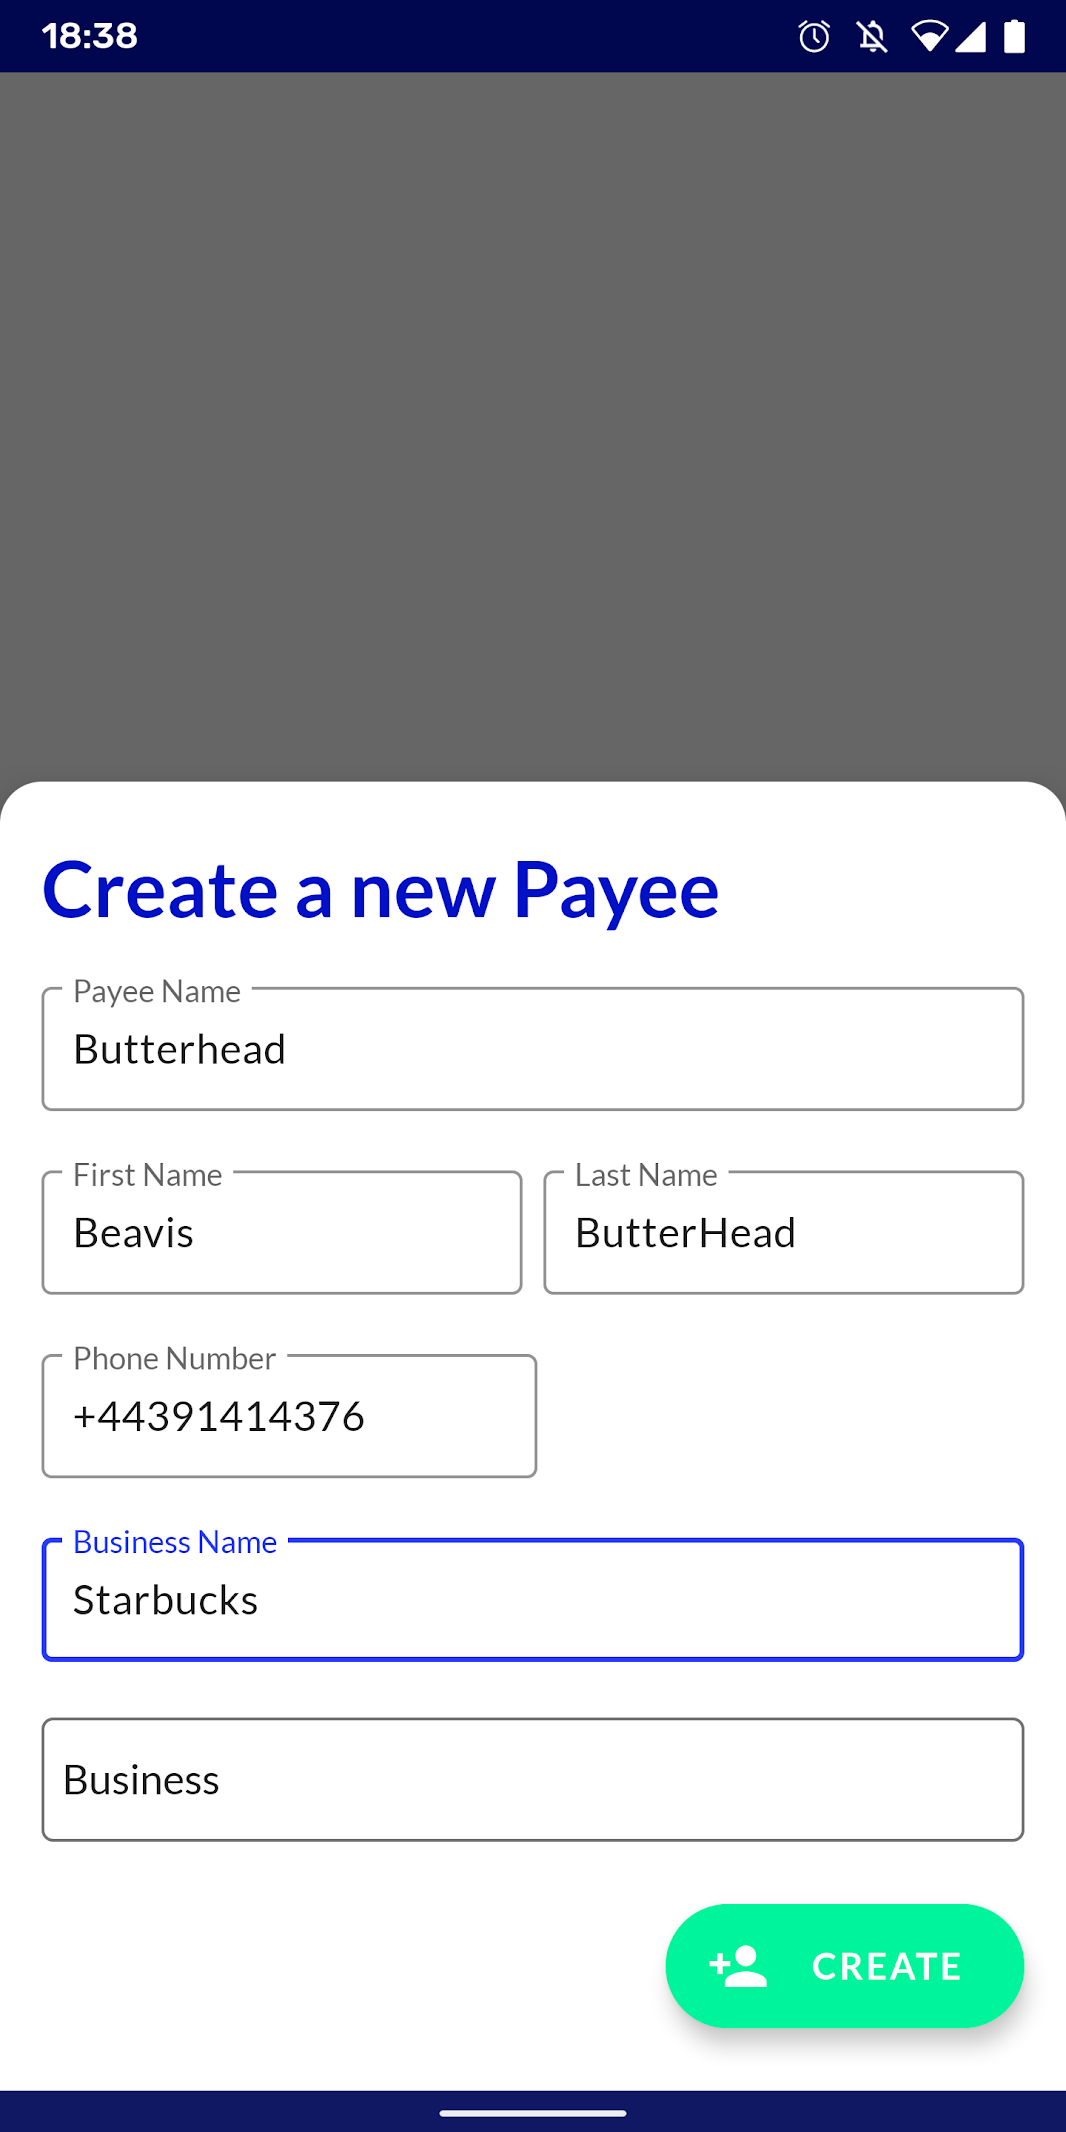 18:38
Create a new Payee
Payee Name
Butterhead
First Name
Last Name
Beavis
ButterHead
Phone Number
+44391414376
Business Name
Starbucks
Business
CREATE